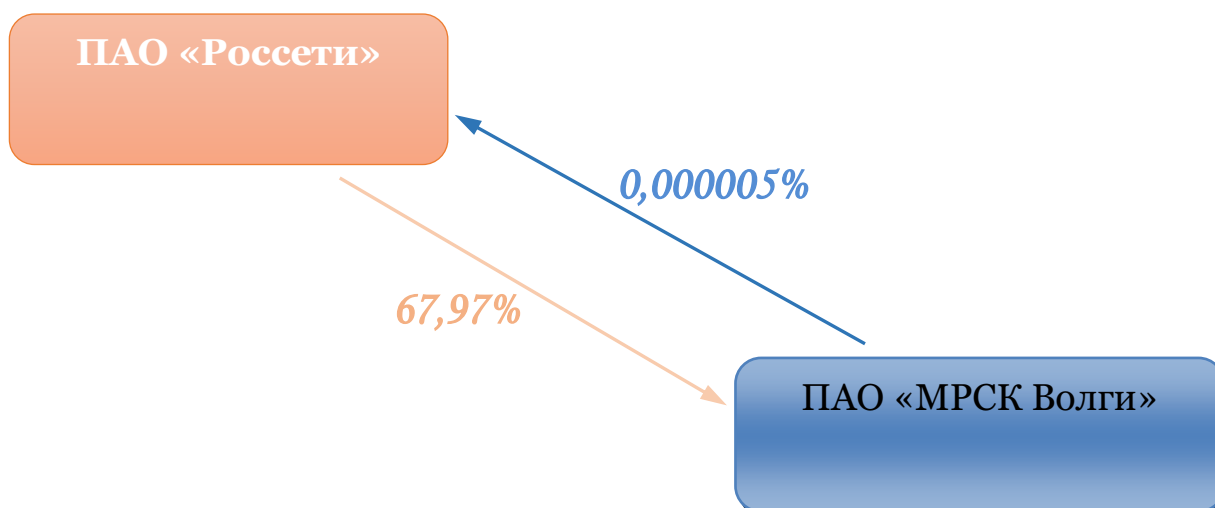 ПАО «Россети»
0,000005%
67,97%
ПАО «МРСК Волги»